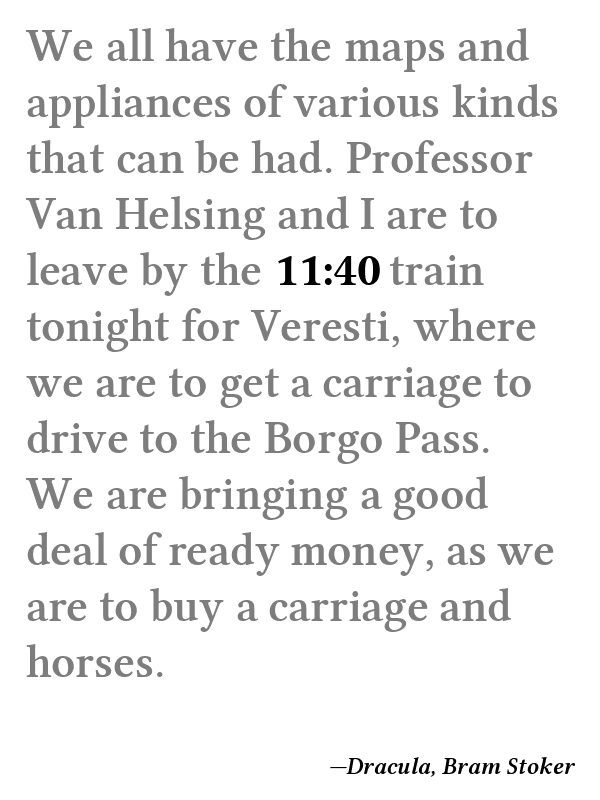 We all have the maps and
appliances of various kinds
that can be had. Professor
Van Helsing and I are to
leave by the 11:40 train
tonight for Veresti, where
we are to get a carriage to
drive to the Borgo Pass.
We are bringing a good
deal of ready money, as we
are to buy a carriage and
horses.
—Dracula, Bram Stoker